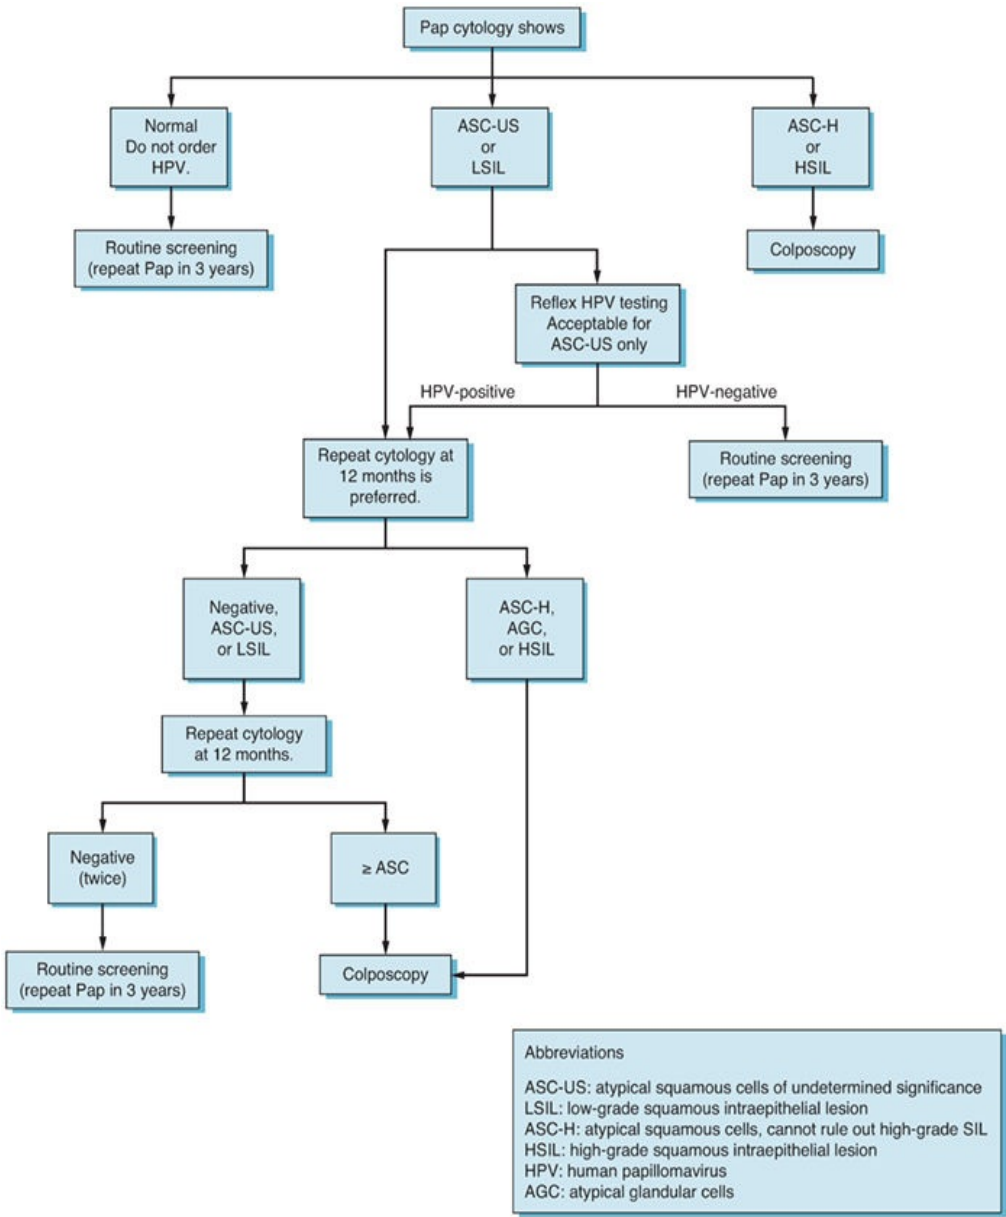 Pap cytology shows
Normal
Do not order
HPV.
ASC-US
or
LSIL
ASC-H
or
HSIL
Routine screening
(repeat Pap in 3 years)
Colposcopy
Reflex HPV testing
Acceptable for
ASC-US only
HPV-positive
HPV-negative
Repeat cytology at
12 months is
preferred.
Routine screening
(repeat Pap in 3 years)
Negative,
ASC-US,
or LSIL
ASC-H,
AGC,
or HSIL
Repeat cytology
at 12 months.
Negative
(twice)
≥ ASC
Routine screening
(repeat Pap in 3 years)
Colposcopy
Abbreviations
ASC-US: atypical squamous cells of undetermined significance
LSIL: low-grade squamous intraepithelial lesion
ASC-H: atypical squamous cells, cannot rule out high-grade SIL
HSIL: high-grade squamous intraepithelial lesion
HPV: human papillomavirus
AGC: atypical glandular cells